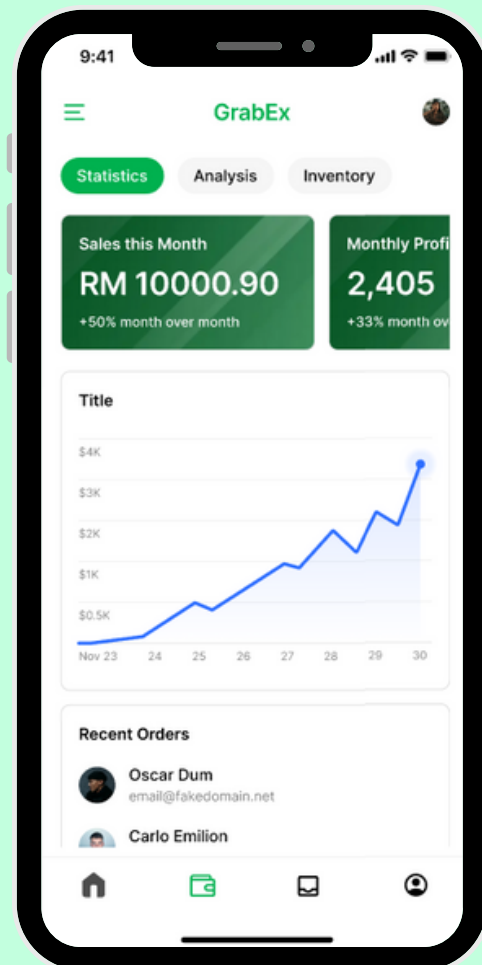 9:41
GrabEx
Statistics Analysis Inventory
Sales this Month
RM 10000.90
+50% month over month
Monthly Profi
2,405
+33% month ov
Title
$4K
$3K
$2K
$1K
$0.5K
Nov 23 24 25 26 27 28 29 30
Recent Orders
Oscar Dum
email@fakedomain.net
Carlo Emilion